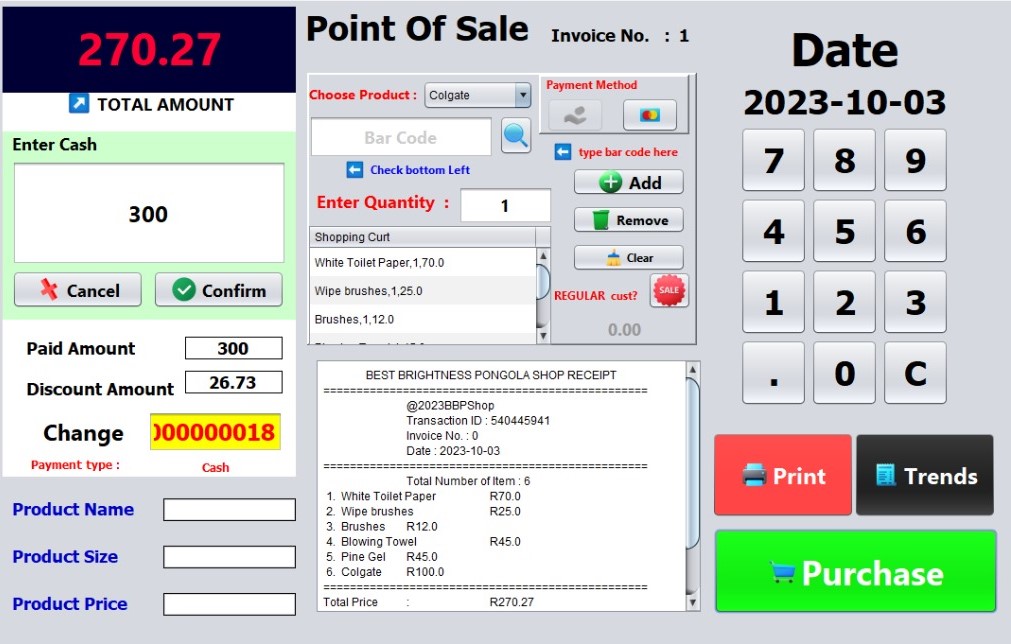 270.27
TOTAL AMOUNT
Enter Cash
300
Cancel
Confirm
Paid Amount 300
Discount Amount 26.73
Change 000000018
Payment type : Cash
Product Name
Product Size
Product Price
Point Of Sale
Invoice No. : 1
Choose Product : Colgate
Payment Method
Bar Code
type bar code here
Check bottom Left
Add
Enter Quantity : 1
Remove
Shopping Curt
Clear
White Toilet Paper,1,70.0
Wipe brushes,1,25.0
Brushes,1,12.0
REGULAR cust?
SALE
0.00
BEST BRIGHTNESS PONGOLA SHOP RECEIPT
======================================================
@2023BBPShop
Transaction ID : 540445941
Invoice No. : 0
Date : 2023-10-03
======================================================
Total Number of Item : 6
1. White Toilet Paper R70.0
2. Wipe brushes R25.0
3. Brushes R12.0
4. Blowing Towel R45.0
5. Pine Gel R45.0
6. Colgate R100.0
======================================================
Total Price : R270.27
Date
2023-10-03
7 8 9
4 5 6
1 2 3
. 0 C
Print
Trends
Purchase